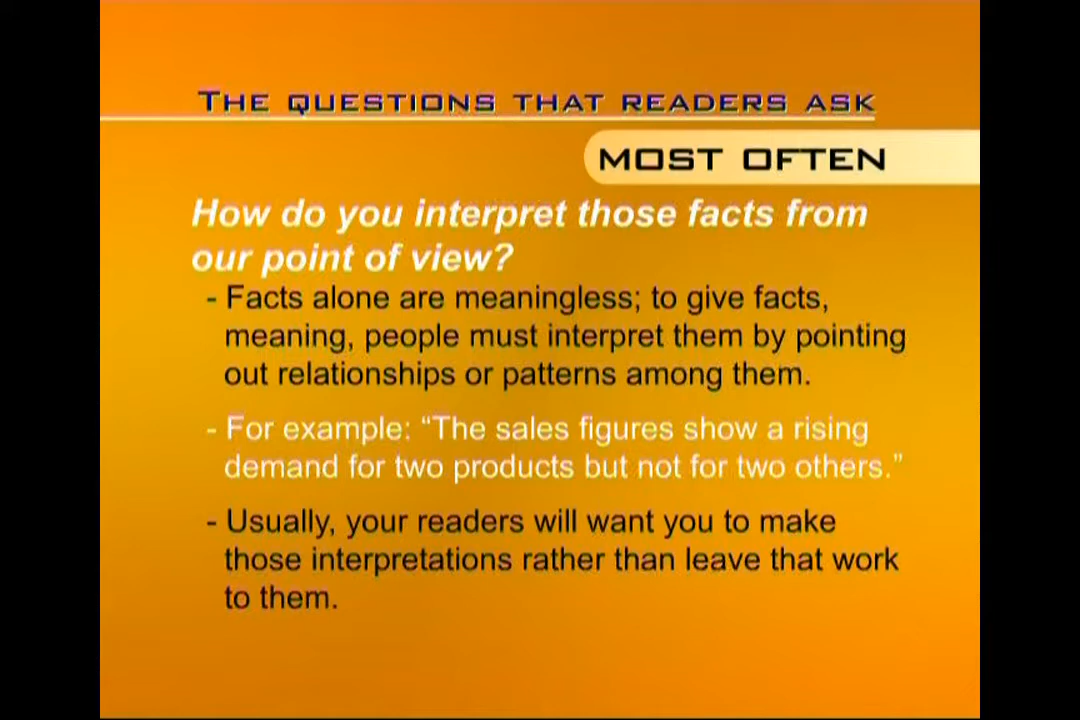 THE QUESTIONS THAT READERS ASK
MOST OFTEN
How do you interpret those facts from
our point of view?
- Facts alone are meaningless; to give facts,
meaning, people must interpret them by pointing
out relationships or patterns among them.
- For example: “The sales figures show a rising
demand for two products but not for two others.”
- Usually, your readers will want you to make
those interpretations rather than leave that work
to them.